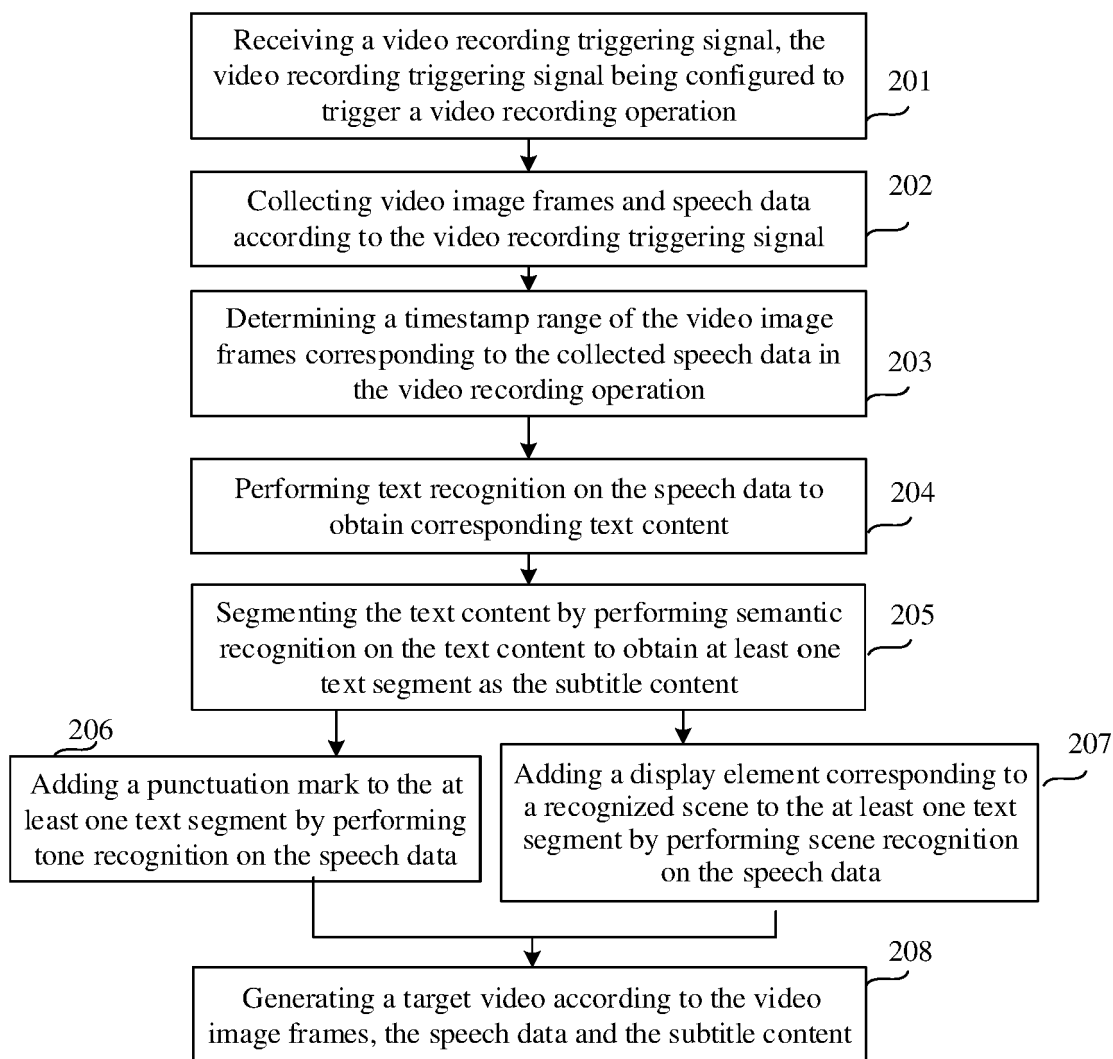 Receiving a video recording triggering signal, the
video recording triggering signal being configured to
trigger a video recording operation
201
Collecting video image frames and speech data
according to the video recording triggering signal
202
Determining a timestamp range of the video image
frames corresponding to the collected speech data in
the video recording operation
203
Performing text recognition on the speech data to
obtain corresponding text content
204
Segmenting the text content by performing semantic
recognition on the text content to obtain at least one
text segment as the subtitle content
205
206
Adding a punctuation mark to the at
least one text segment by performing
tone recognition on the speech data
207
Adding a display element corresponding to
a recognized scene to the at least one text
segment by performing scene recognition
on the speech data
208
Generating a target video according to the video
image frames, the speech data and the subtitle content